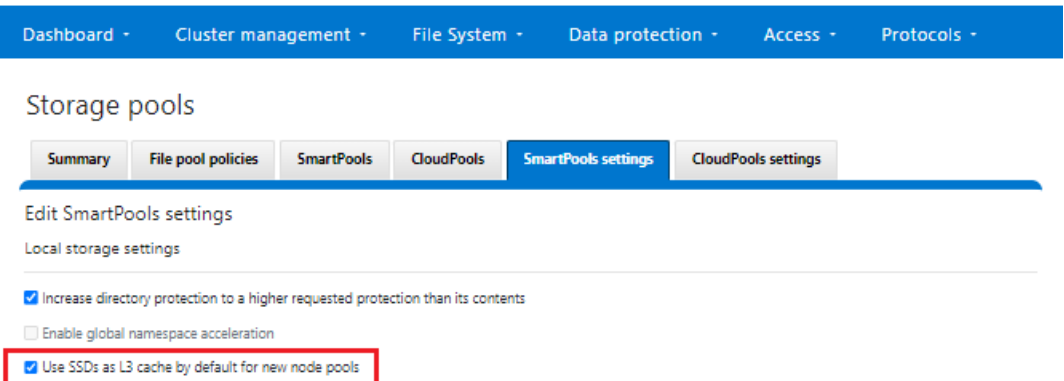 Dashboard Cluster management File System Data protection Access Protocols
Storage pools
Summary File pool policies SmartPools CloudPools SmartPools settings CloudPools settings
Edit SmartPools settings
Local storage settings
Increase directory protection to a higher requested protection than its contents
Enable global namespace acceleration
Use SSDs as L3 cache by default for new node pools